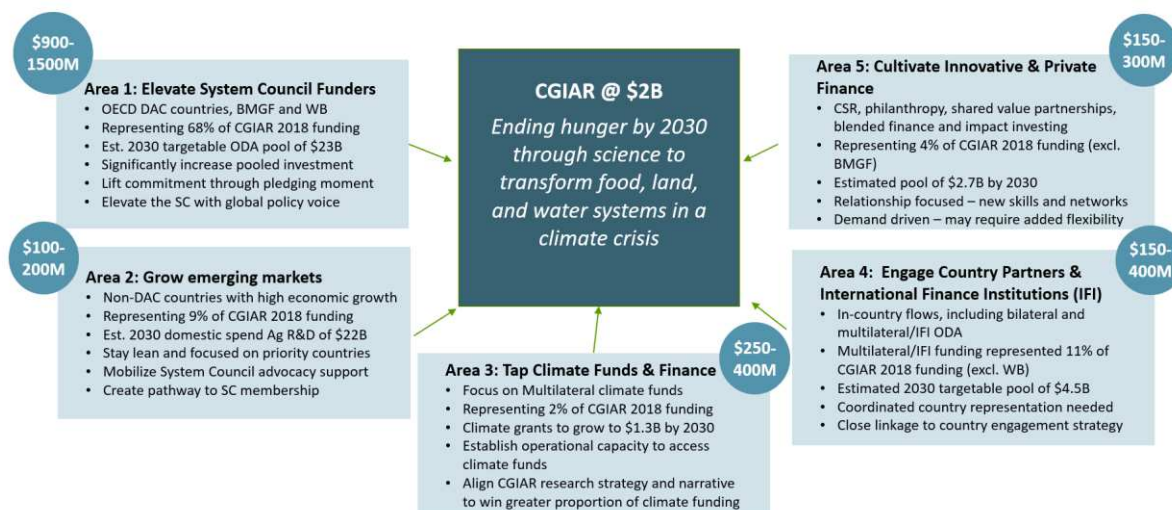 $900-
1500M
Area 1: Elevate System Council Funders
• OECD DAC countries, BMGF and WB
• Representing 68% of CGIAR 2018 funding
• Est. 2030 targetable ODA pool of $23B
• Significantly increase pooled investment
• Lift commitment through pledging moment
• Elevate the SC with global policy voice
$100-
200M
Area 2: Grow emerging markets
• Non-DAC countries with high economic growth
• Representing 9% of CGIAR 2018 funding
• Est. 2030 domestic spend Ag R&D of $22B
• Stay lean and focused on priority countries
• Mobilize System Council advocacy support
• Create pathway to SC membership
CGIAR @ $2B
Ending hunger by 2030
through science to
transform food, land,
and water systems in a
climate crisis
$250-
400M
Area 3: Tap Climate Funds & Finance
• Focus on Multilateral climate funds
• Representing 2% of CGIAR 2018 funding
• Climate grants to grow to $1.3B by 2030
• Establish operational capacity to access
climate funds
• Align CGIAR research strategy and narrative
to win greater proportion of climate funding
$150-
300M
Area 5: Cultivate Innovative & Private
Finance
• CSR, philanthropy, shared value partnerships,
blended finance and impact investing
• Representing 4% of CGIAR 2018 funding (excl.
BMGF)
• Estimated pool of $2.7B by 2030
• Relationship focused – new skills and networks
• Demand driven – may require added flexibility
$150-
400M
Area 4: Engage Country Partners &
International Finance Institutions (IFI)
• In-country flows, including bilateral and
multilateral/IFI ODA
• Multilateral/IFI funding represented 11% of
CGIAR 2018 funding (excl. WB)
• Estimated 2030 targetable pool of $4.5B
• Coordinated country representation needed
• Close linkage to country engagement strategy